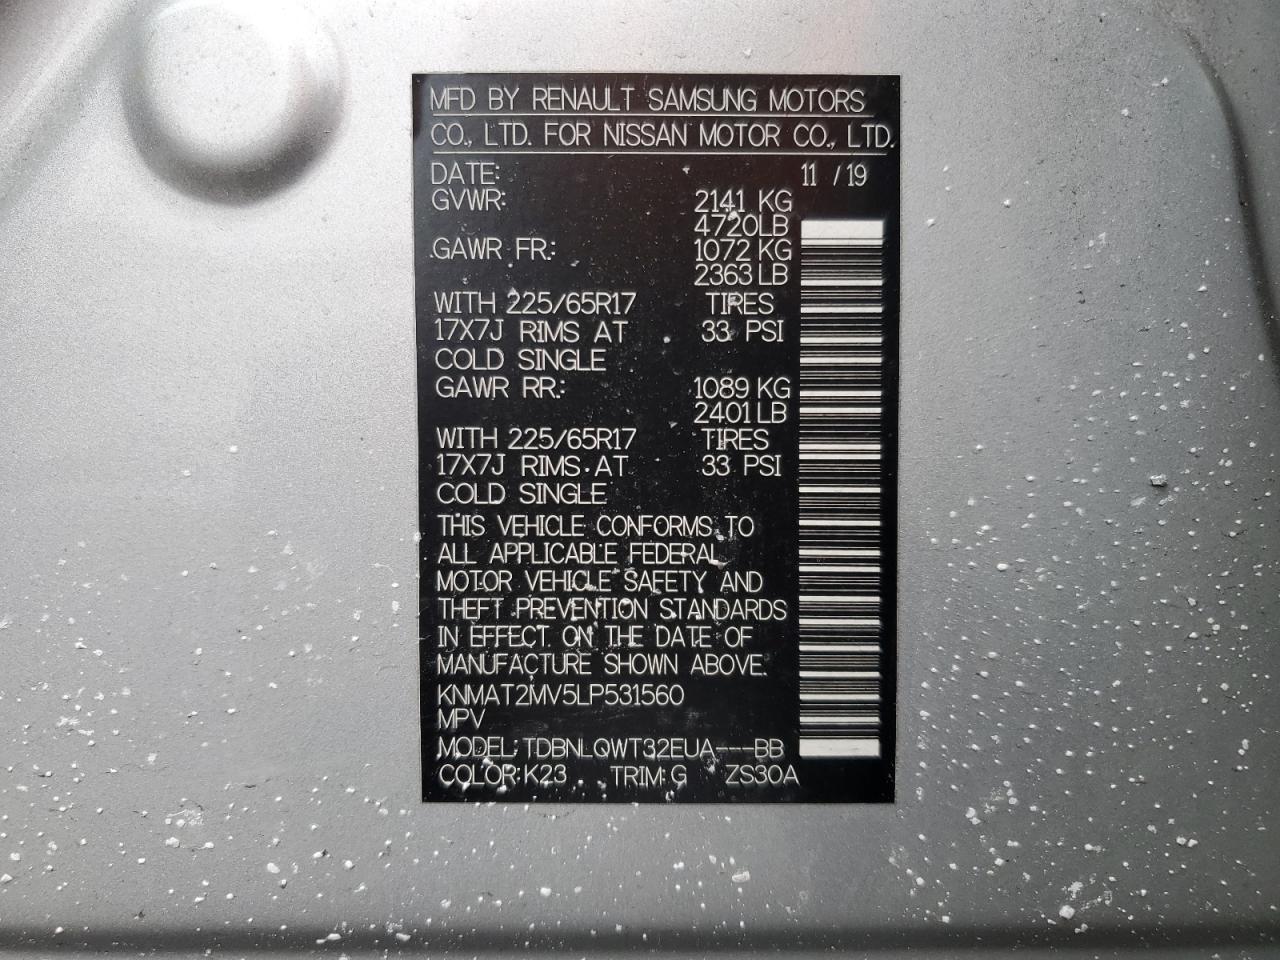 MFD BY RENAULT SAMSUNG MOTORS
CO., LTD. FOR NISSAN MOTOR CO., LTD.
DATE: 11 / 19
GVWR: 2141 KG
4720LB
GAWR FR: 1072 KG
2363 LB
WITH 225/65R17 TIRES
17X7J RIMS AT 33 PSI
COLD SINGLE
GAWR RR: 1089 KG
2401 LB
WITH 225/65R17 TIRES
17X7J RIMS AT 33 PSI
COLD SINGLE
THIS VEHICLE CONFORMS TO
ALL APPLICABLE FEDERAL
MOTOR VEHICLE SAFETY AND
THEFT PREVENTION STANDARDS
IN EFFECT ON THE DATE OF
MANUFACTURE SHOWN ABOVE.
KNMAT2MV5LP531560
MPV
MODEL: TDBNLQWT32EUA---BB
COLOR: K23 TRIM: G ZS30A